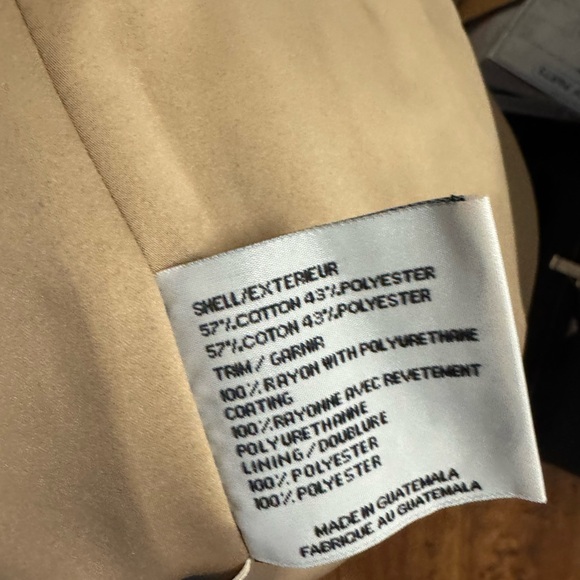 SHELL/EXTERIEUR
57%COTTON 43%POLYESTER
57%COTON 43%POLYESTER
TRIM / GARNIR
100%RAYON WITH POLYURETHANE
COATING
100%RAYONNE AVEC REVETEMENT
POLYURETHANNE
LINING/DOUBLURE
100%POLYESTER
100%POLYESTER
MADE IN GUATEMALA
FABRIQUE AU GUATEMALA